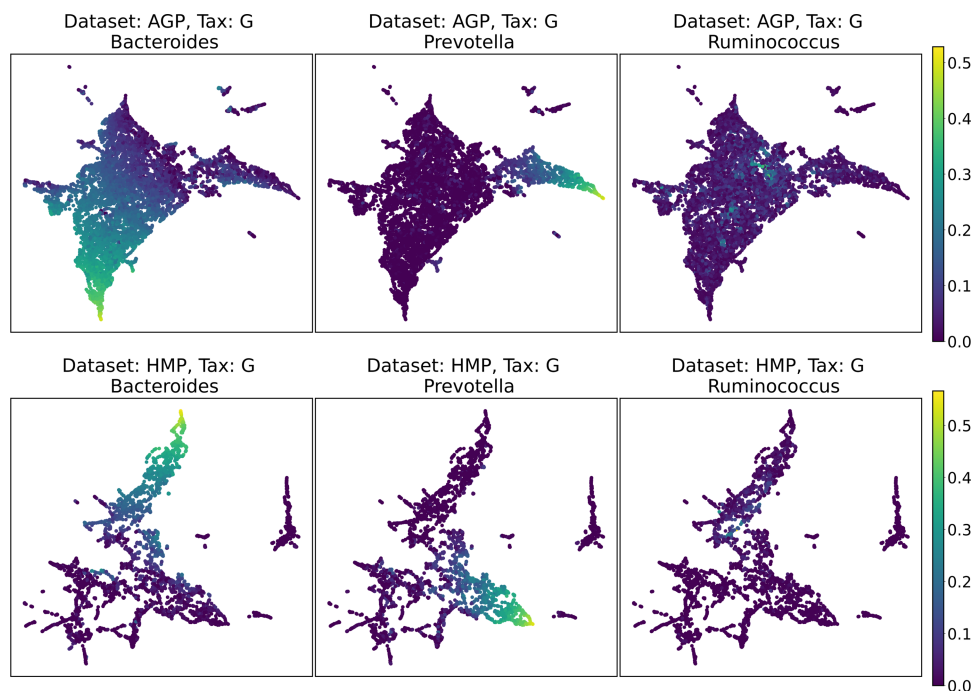 Dataset: AGP, Tax: G
Bacteroides
Dataset: AGP, Tax: G
Prevotella
Dataset: AGP, Tax: G
Ruminococcus
0.5
0.4
0.3
0.2
0.1
0.0
Dataset: HMP, Tax: G
Bacteroides
Dataset: HMP, Tax: G
Prevotella
Dataset: HMP, Tax: G
Ruminococcus
0.5
0.4
0.3
0.2
0.1
0.0